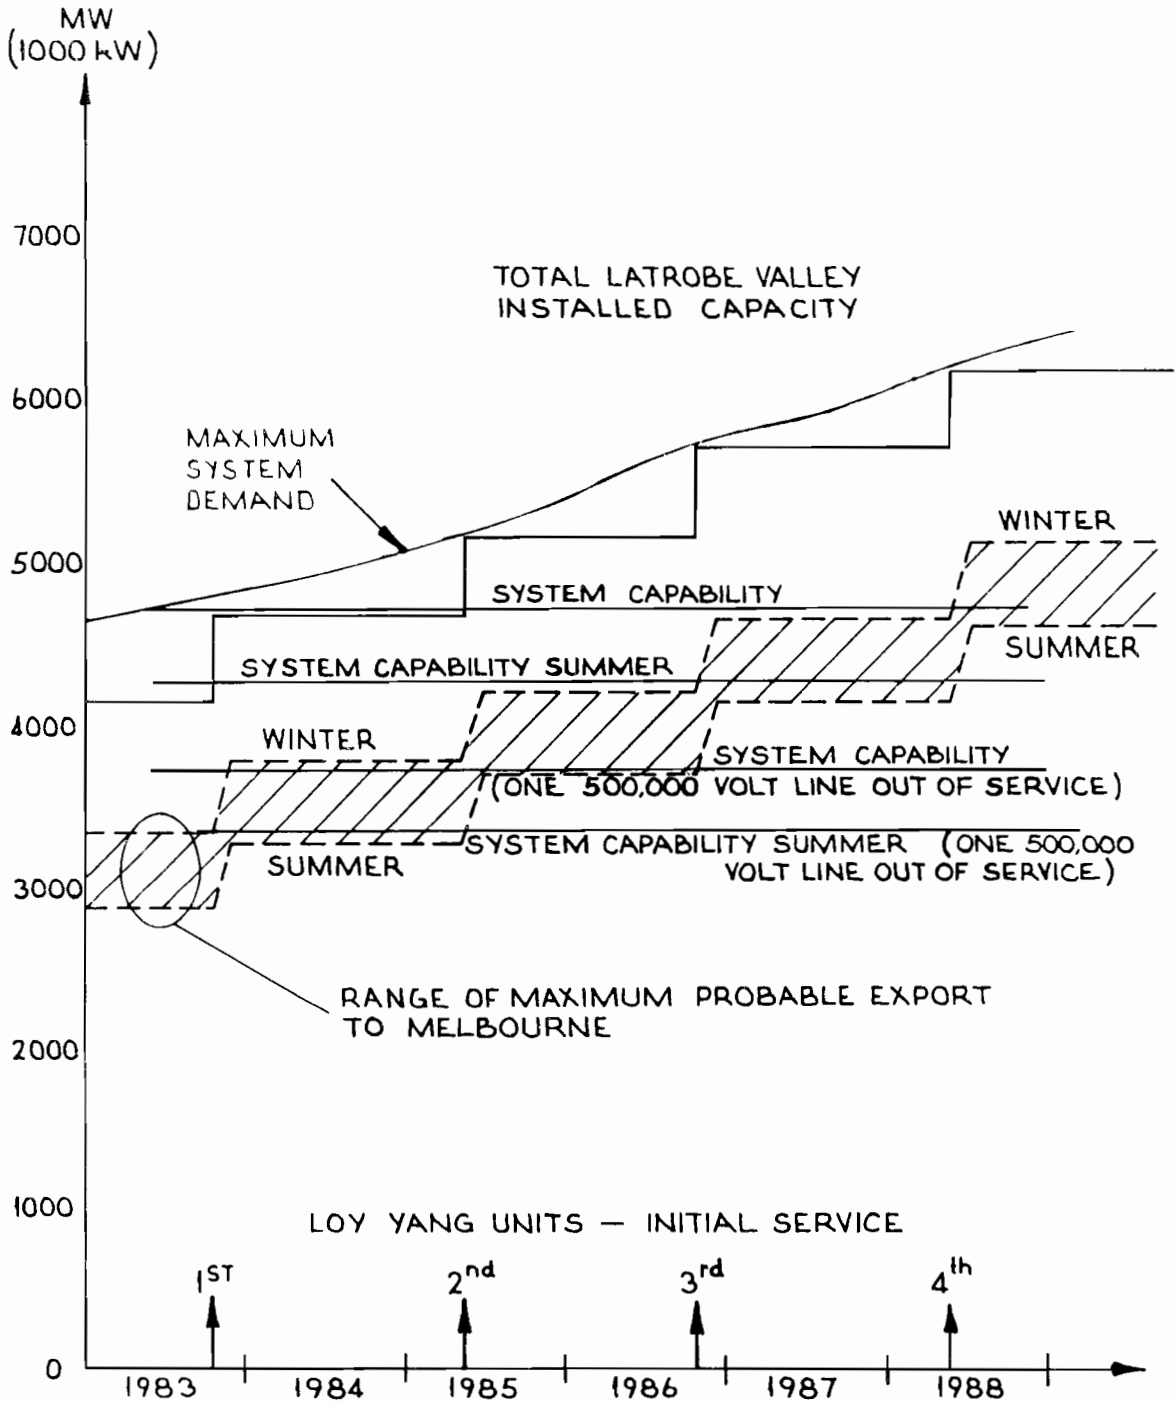 MW
(1000 kW)
7000
TOTAL LATROBE VALLEY
INSTALLED CAPACITY
6000
MAXIMUM
SYSTEM
DEMAND
WINTER
5000
SYSTEM CAPABILITY
SUMMER
SYSTEM CAPABILITY SUMMER
4000
WINTER
SYSTEM CAPABILITY
(ONE 500,000 VOLT LINE OUT OF SERVICE)
SUMMER
SYSTEM CAPABILITY SUMMER (ONE 500,000
VOLT LINE OUT OF SERVICE)
3000
RANGE OF MAXIMUM PROBABLE EXPORT
TO MELBOURNE
2000
1000
LOY YANG UNITS — INITIAL SERVICE
1ST 2nd 3rd 4th
0
1983 1984 1985 1986 1987 1988